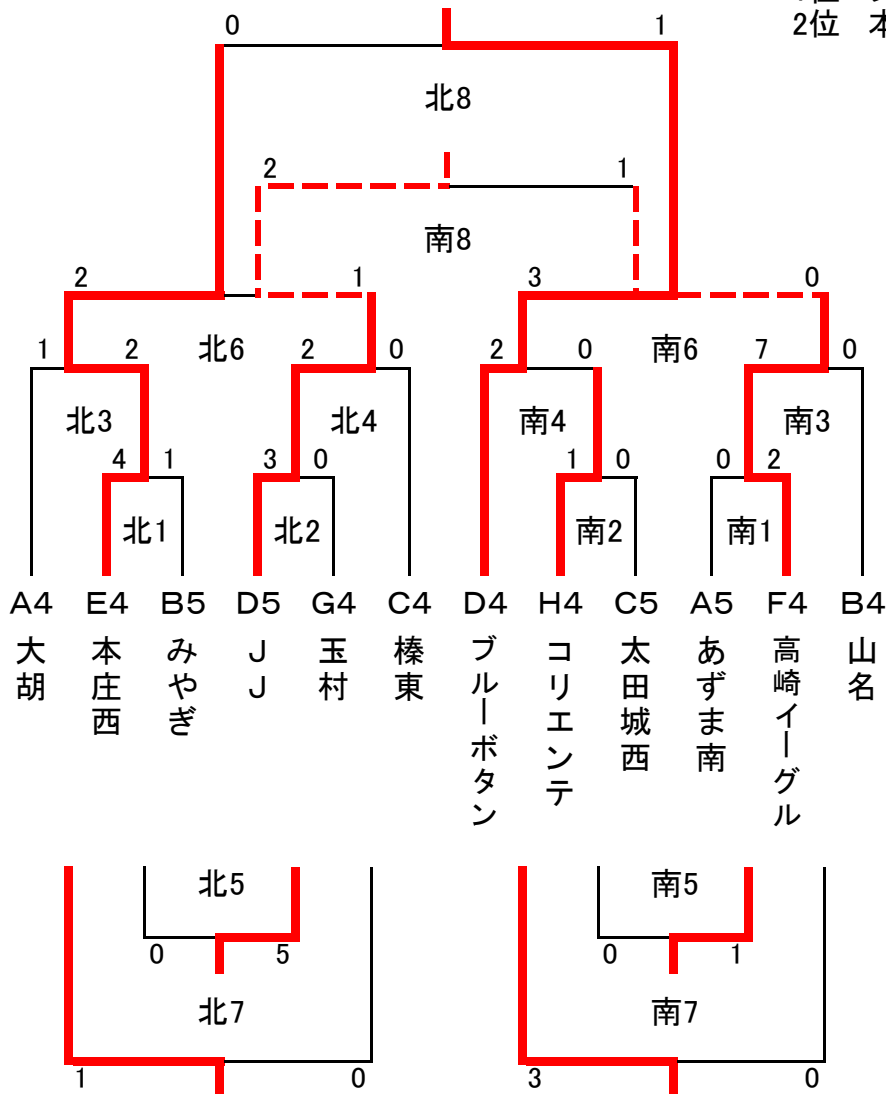 2位 本
0 1
北8
2 1
南8
2 1 3 0
1 2 北6 2 0 2 0 南6 7 0
北3 北4 南4 南3
4 1 3 0 1 0 0 2
北1 北2 南2 南1
A4 E4 B5 D5 G4 C4 D4 H4 C5 A5 F4 B4
大胡
本庄西
みやぎ
JJ
玉村
榛東
ブルーボタン
コリエンテ
太田城西
あずま南
高崎イーグル
山名
北5 南5
0 5 0 1
北7 南7
1 0 3 0